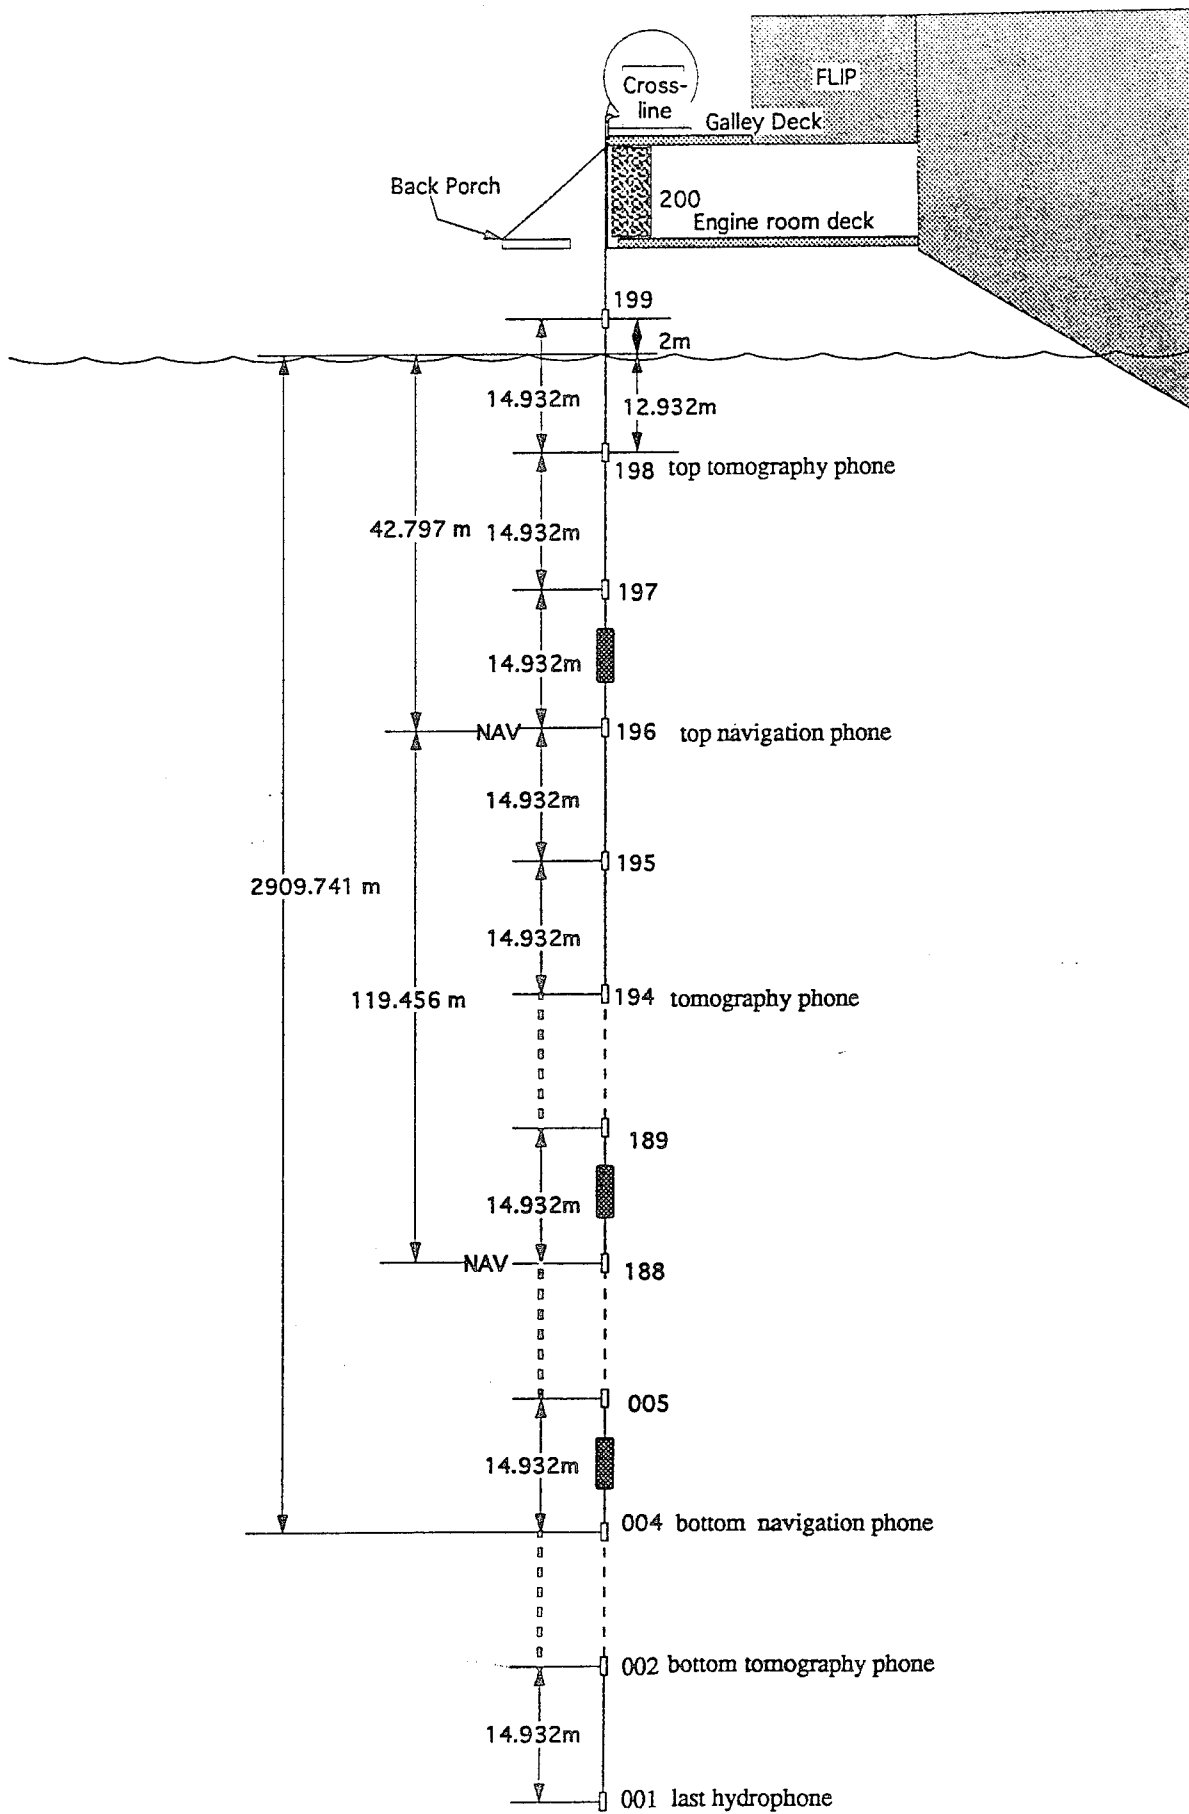 FLIP
Cross-
line
Galley Deck
Back Porch
200
Engine room deck
199
2m
14.932m
12.932m
198 top tomography phone
42.797 m
14.932m
197
14.932m
NAV
196 top navigation phone
14.932m
195
2909.741 m
14.932m
119.456 m
194 tomography phone
189
14.932m
NAV
188
005
14.932m
004 bottom navigation phone
002 bottom tomography phone
14.932m
001 last hydrophone